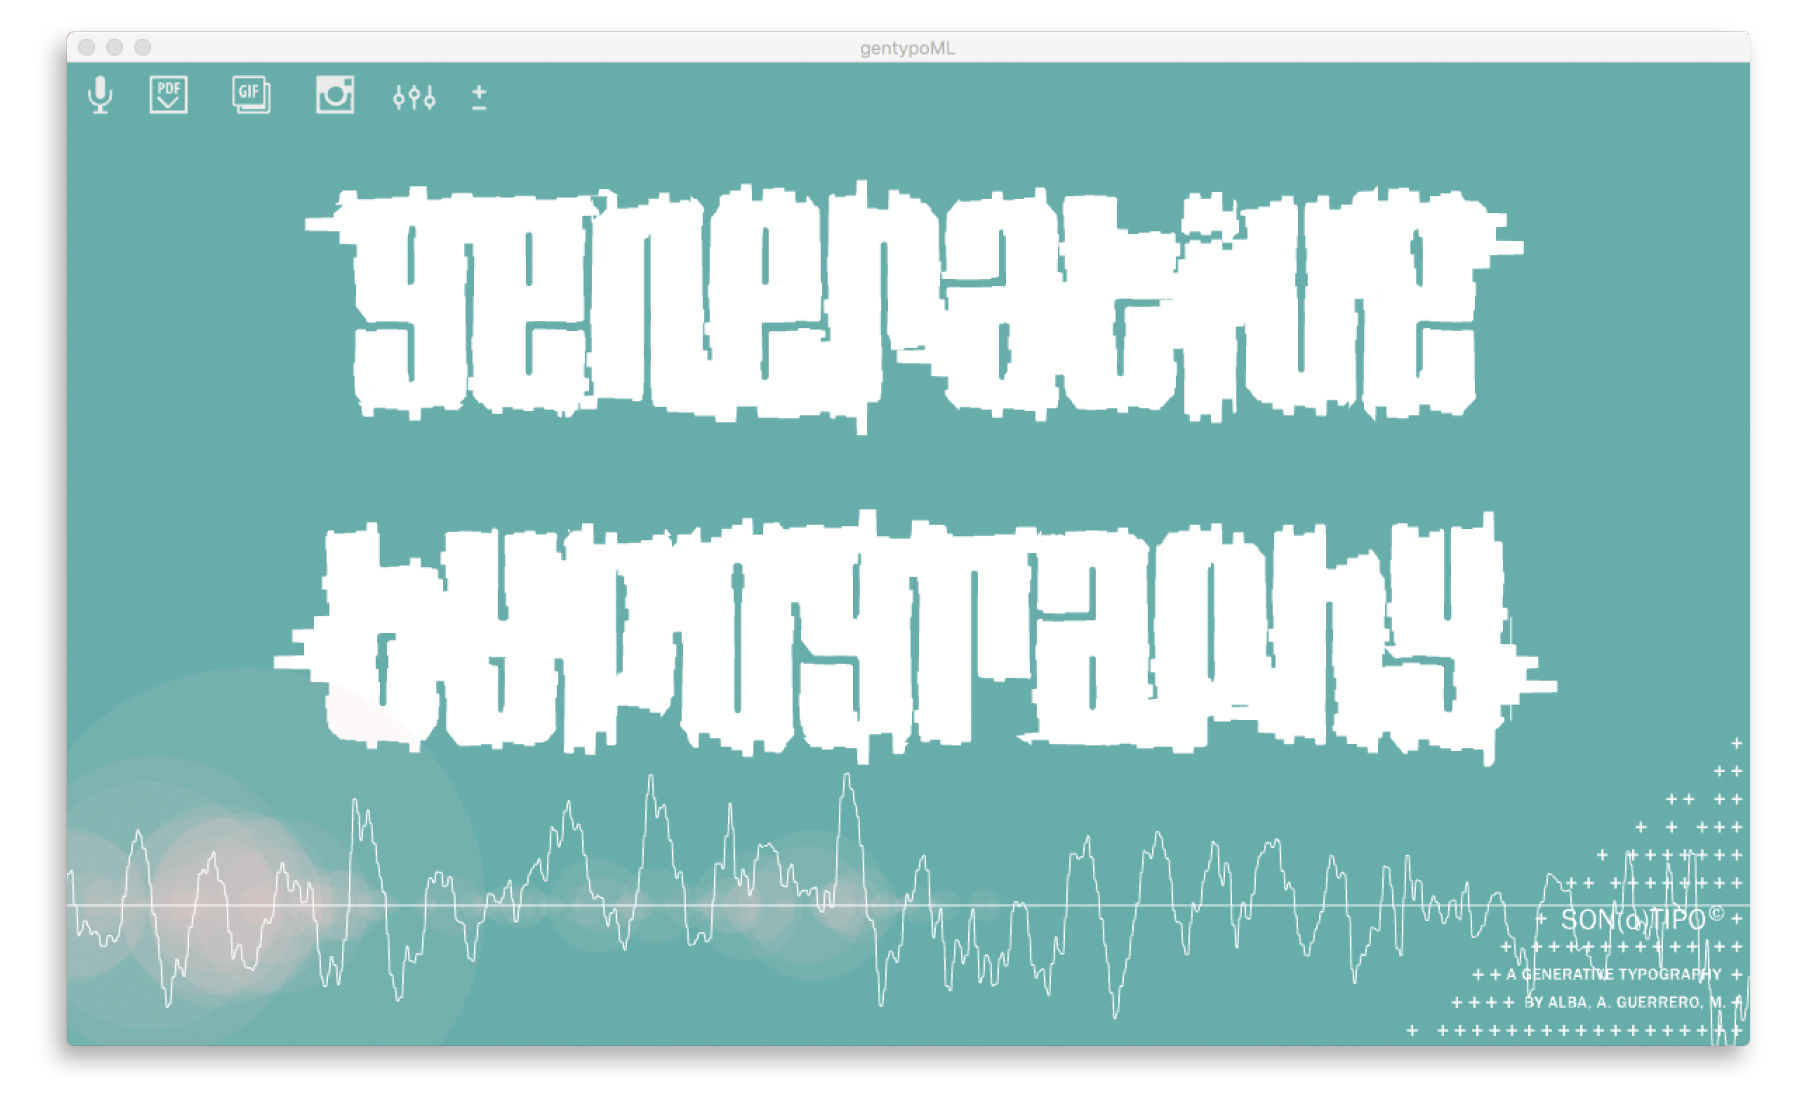 gentypoML
PDF GIF
generative
typography
SON(o)TIPO©
A GENERATIVE TYPOGRAPHY
BY ALBA, A. GUERRERO, M.